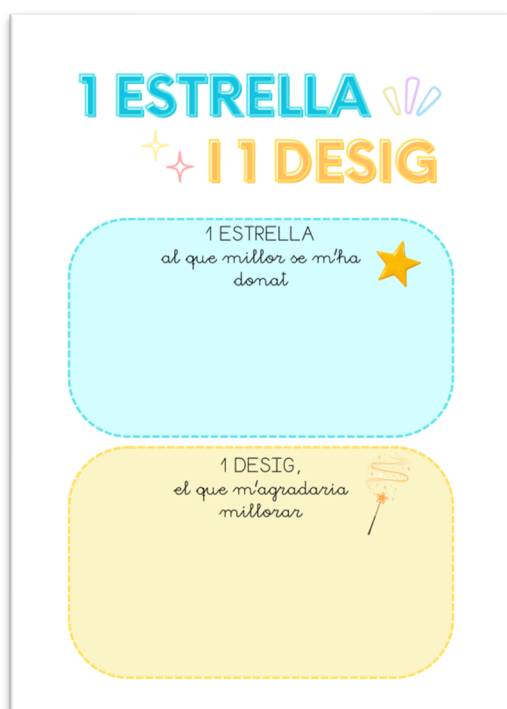 1 ESTRELLA
I 1 DESIG
1 ESTRELLA
al que millor se m'ha
donat
1 DESIG,
el que m'agradaria
millorar